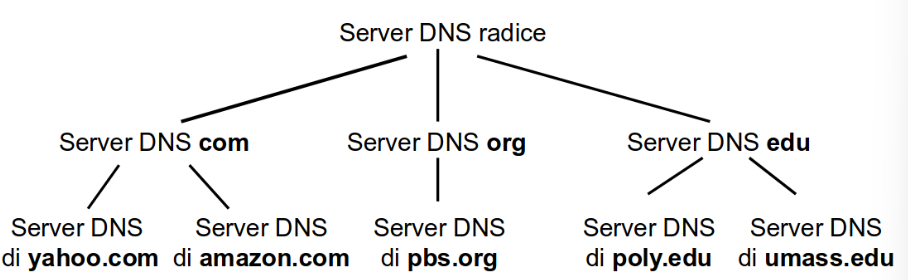 Server DNS radice
Server DNS com
Server DNS org
Server DNS edu
Server DNS
di yahoo.com
Server DNS
di amazon.com
Server DNS
di pbs.org
Server DNS
di poly.edu
Server DNS
di umass.edu